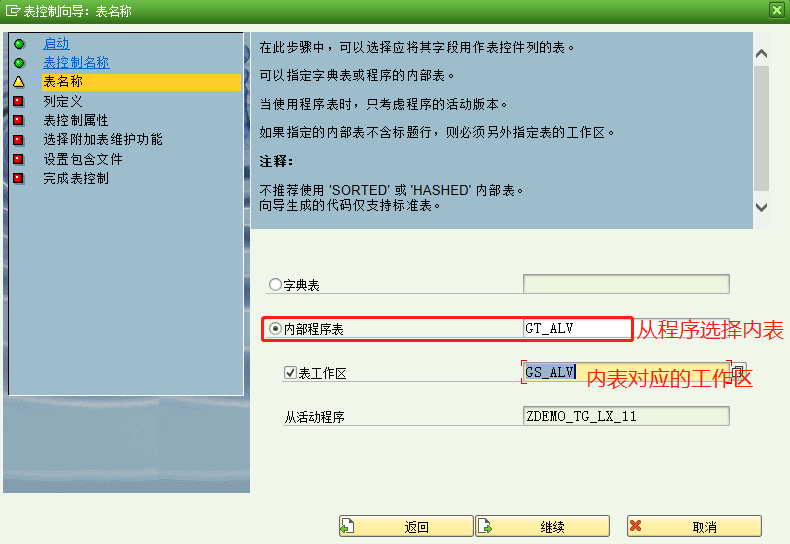 表控制向导: 表名称
启动
表控制名称
表名称
列定义
表控制属性
选择附加表维护功能
设置包含文件
完成表控制
在此步骤中，可以选择应将其字段用作表控件列的表。
可以指定字典表或程序的内部表。
当使用程序表时，只考虑程序的活动版本。
如果指定的内部表不含标题行，则必须另外指定表的工作区。
注释:
不推荐使用 'SORTED' 或 'HASHED' 内部表。
向导生成的代码仅支持标准表。
字典表
内部程序表 GT_ALV 从程序选择内表
表工作区 GS_ALV 内表对应的工作区
从活动程序 ZDEMO_TG_LX_11
返回 继续 取消